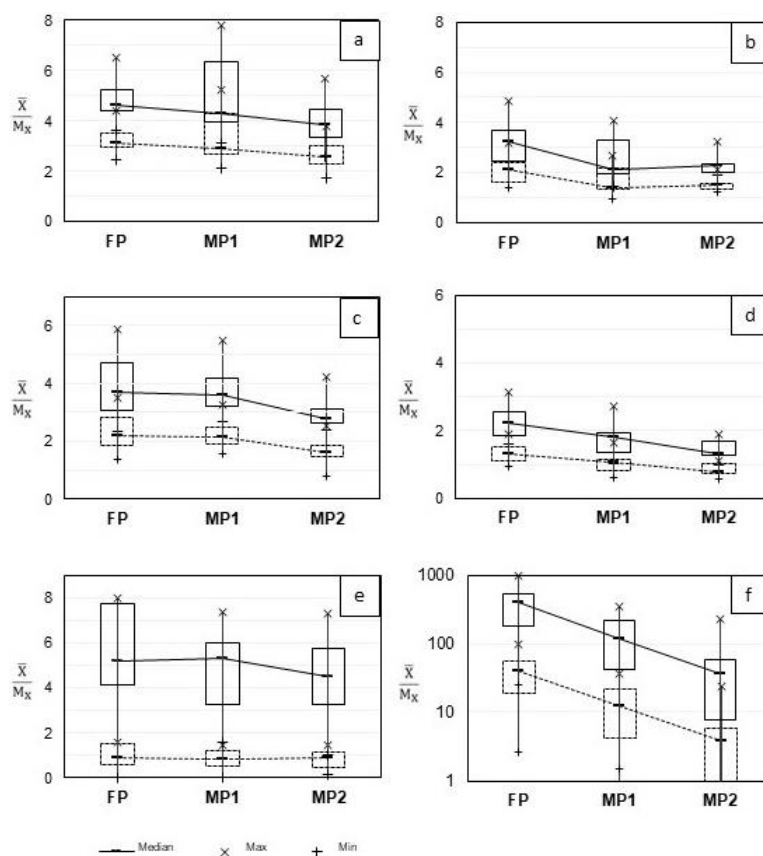 8 a
6
X̄
4
Mₓ
2
0
FP MP1 MP2
8 b
6
X̄
4
Mₓ
2
0
FP MP1 MP2
c
6
X̄
4
Mₓ
2
0
FP MP1 MP2
6 d
4
X̄
Mₓ
2
0
FP MP1 MP2
8 e
6
X̄
4
Mₓ
2
0
FP MP1 MP2
1000 f
100
X̄
Mₓ
10
1
FP MP1 MP2
Median Max Min